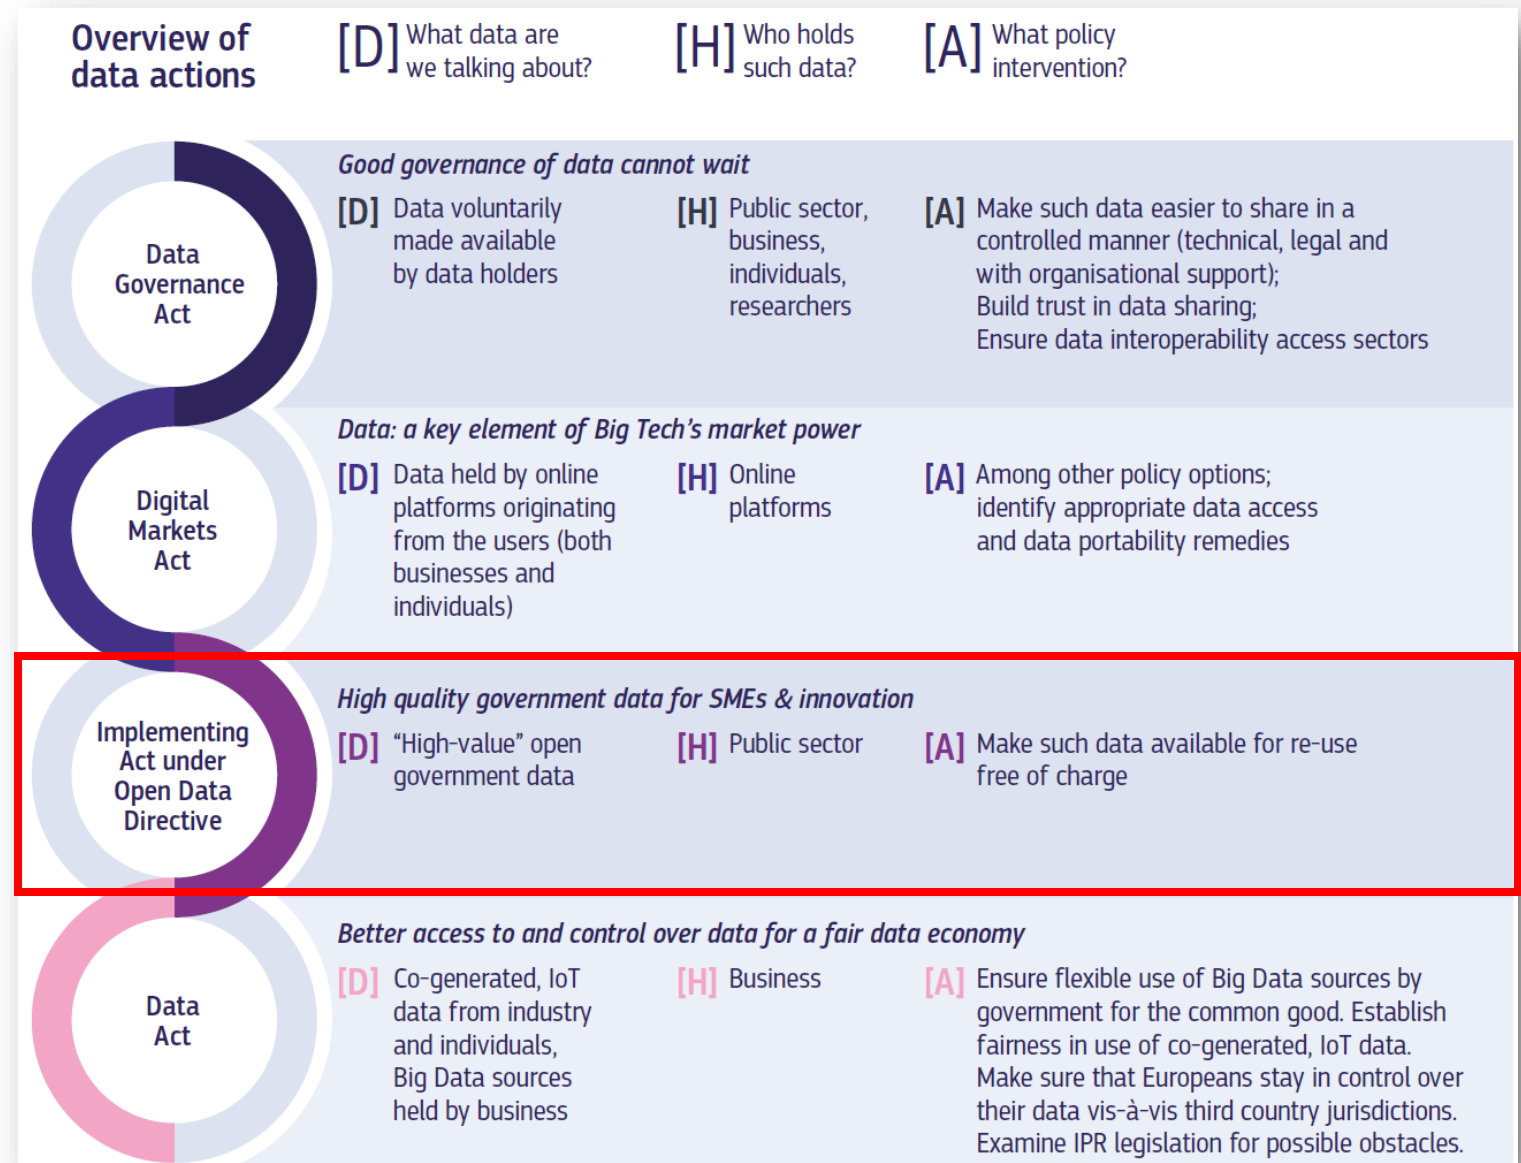 Overview of
data actions
[D] What data are
we talking about?
[H] Who holds
such data?
[A] What policy
intervention?
Data
Governance
Act
Good governance of data cannot wait
[D] Data voluntarily
made available
by data holders
[H] Public sector,
business,
individuals,
researchers
[A] Make such data easier to share in a
controlled manner (technical, legal and
with organisational support);
Build trust in data sharing;
Ensure data interoperability access sectors
Digital
Markets
Act
Data: a key element of Big Tech's market power
[D] Data held by online
platforms originating
from the users (both
businesses and
individuals)
[H] Online
platforms
[A] Among other policy options;
identify appropriate data access
and data portability remedies
Implementing
Act under
Open Data
Directive
High quality government data for SMEs & innovation
[D] “High-value” open
government data
[H] Public sector
[A] Make such data available for re-use
free of charge
Data
Act
Better access to and control over data for a fair data economy
[D] Co-generated, IoT
data from industry
and individuals,
Big Data sources
held by business
[H] Business
[A] Ensure flexible use of Big Data sources by
government for the common good. Establish
fairness in use of co-generated, IoT data.
Make sure that Europeans stay in control over
their data vis-à-vis third country jurisdictions.
Examine IPR legislation for possible obstacles.